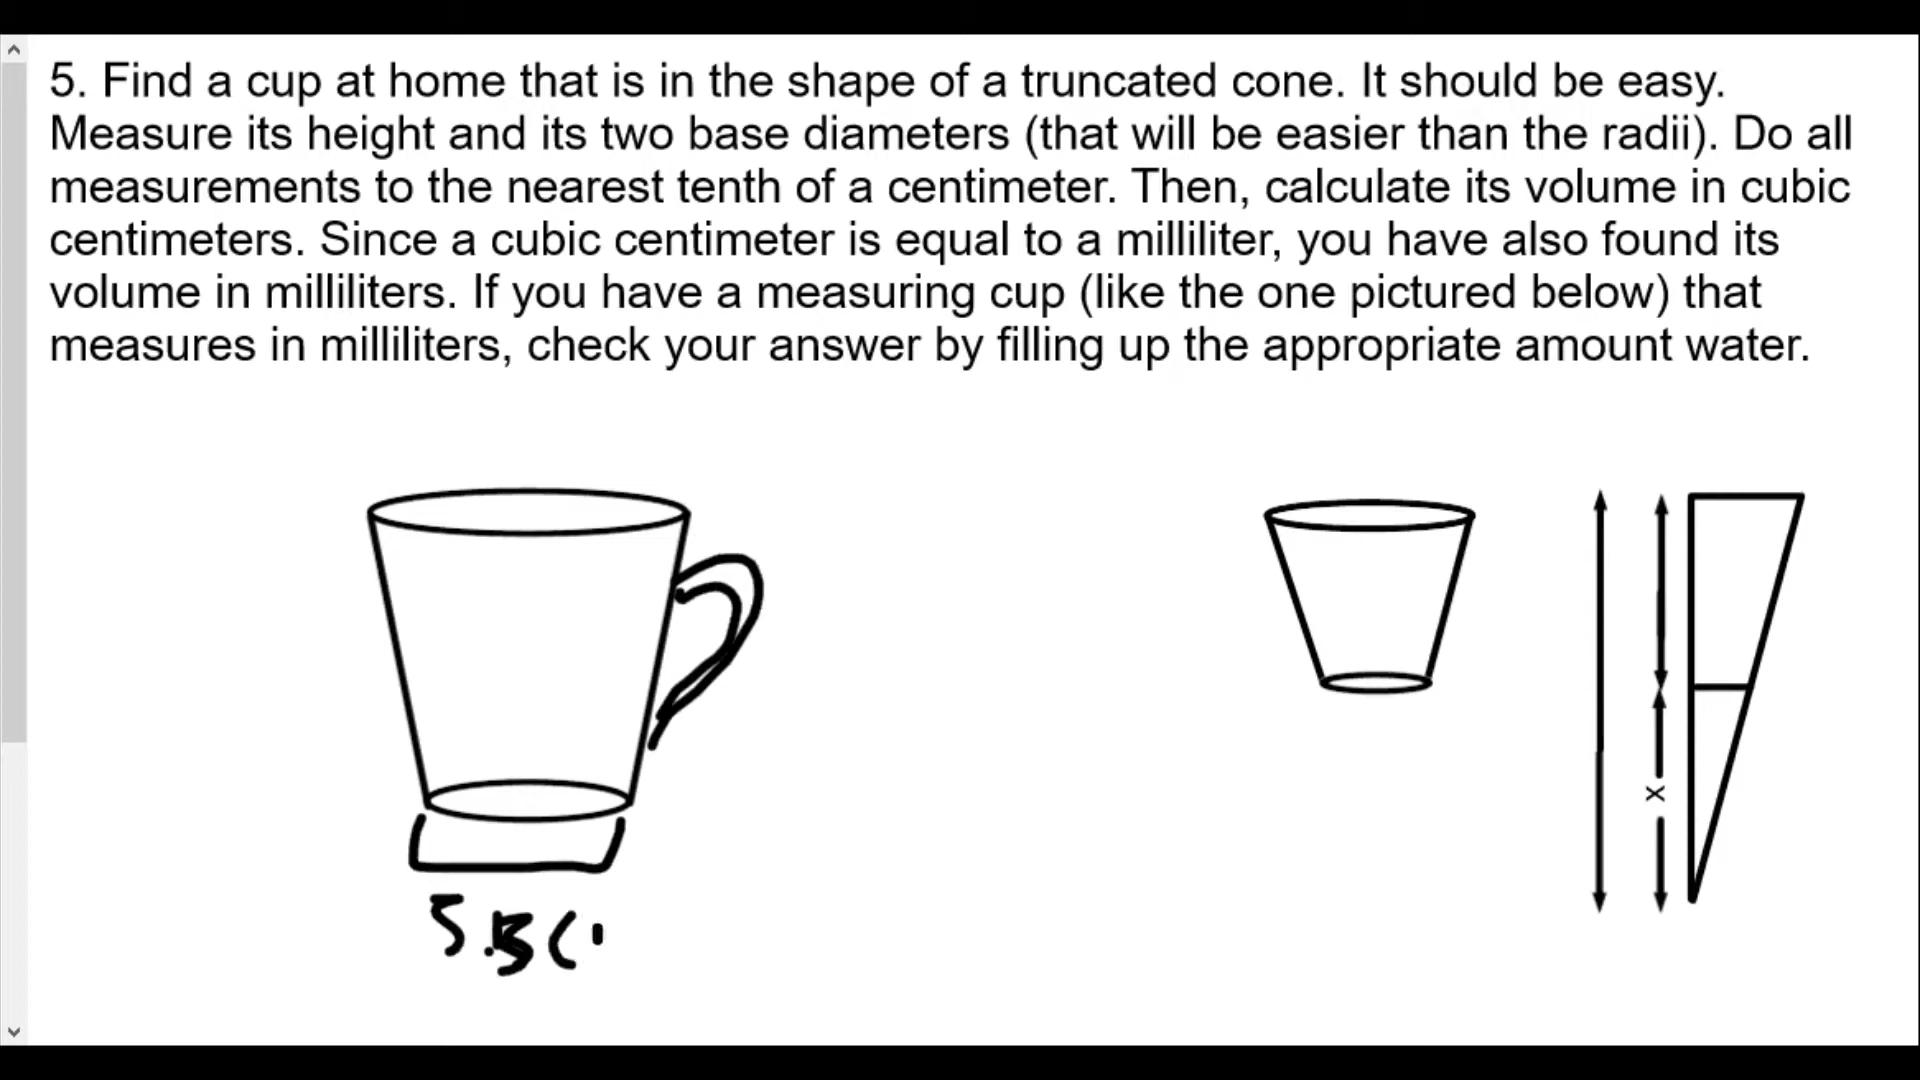 5. Find a cup at home that is in the shape of a truncated cone. It should be easy.
Measure its height and its two base diameters (that will be easier than the radii). Do all
measurements to the nearest tenth of a centimeter. Then, calculate its volume in cubic
centimeters. Since a cubic centimeter is equal to a milliliter, you have also found its
volume in milliliters. If you have a measuring cup (like the one pictured below) that
measures in milliliters, check your answer by filling up the appropriate amount water.
x